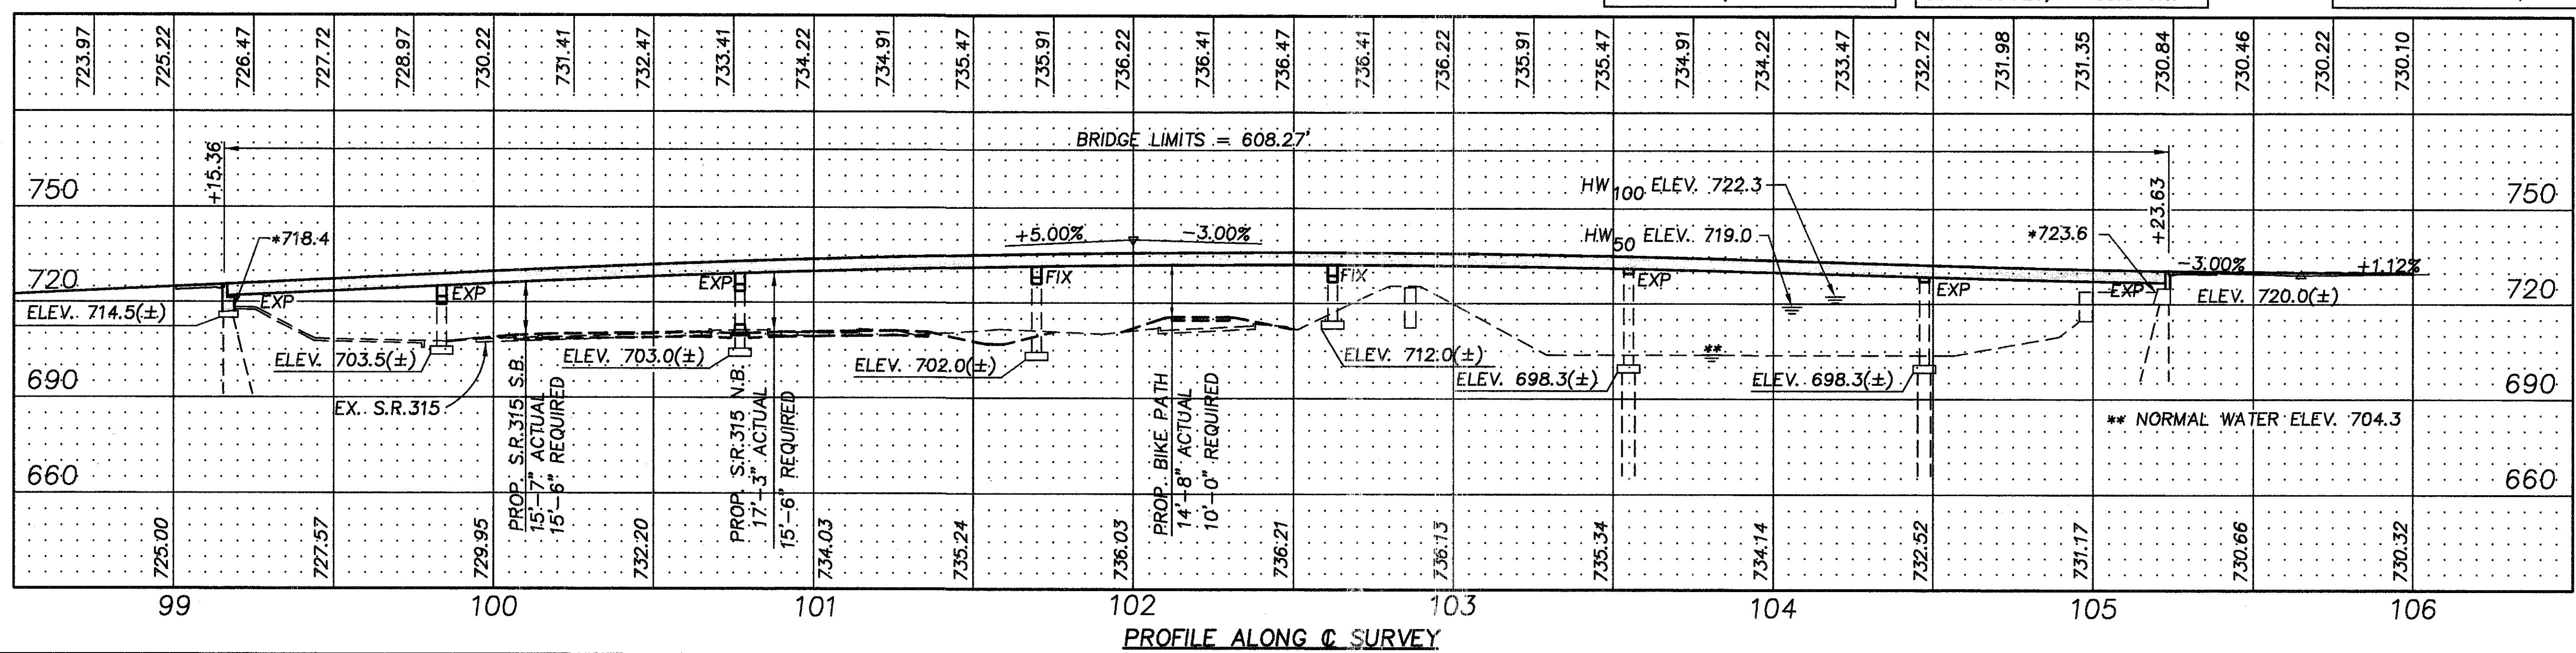 723.97 725.22 726.47 727.72 728.97 730.22 731.41 732.47 733.41 734.22 734.91 735.47 735.91 736.22 736.41 736.47 736.41 736.22 735.91 735.47 734.91 734.22 733.47 732.72 731.98 731.35 730.84 730.46 730.22 730.10
BRIDGE LIMITS = 608.27'
+15.36
+23.63
750
HW100 ELEV. 722.3
750
*718.4
+5.00%
-3.00%
HW50 ELEV. 719.0
*723.6
-3.00%
+1.12%
720
EXP
EXP
EXP
FIX
FIX
EXP
EXP
EXP
720
ELEV. 714.5(±)
ELEV. 720.0(±)
**
ELEV. 703.5(±)
ELEV. 703.0(±)
ELEV. 702.0(±)
ELEV. 712.0(±)
ELEV. 698.3(±)
ELEV. 698.3(±)
690
690
EX. S.R.315
PROP. S.R.315 S.B.
15'-7" ACTUAL
15'-6" REQUIRED
PROP. S.R.315 N.B.
17'-3" ACTUAL
15'-6" REQUIRED
PROP. BIKE PATH
14'-8" ACTUAL
10'-0" REQUIRED
** NORMAL WATER ELEV. 704.3
660
660
725.00 727.57 729.95 732.20 734.03 735.24 736.03 736.21 736.13 735.34 734.14 732.52 731.17 730.66 730.32
99 100 101 102 103 104 105 106
PROFILE ALONG ℄ SURVEY